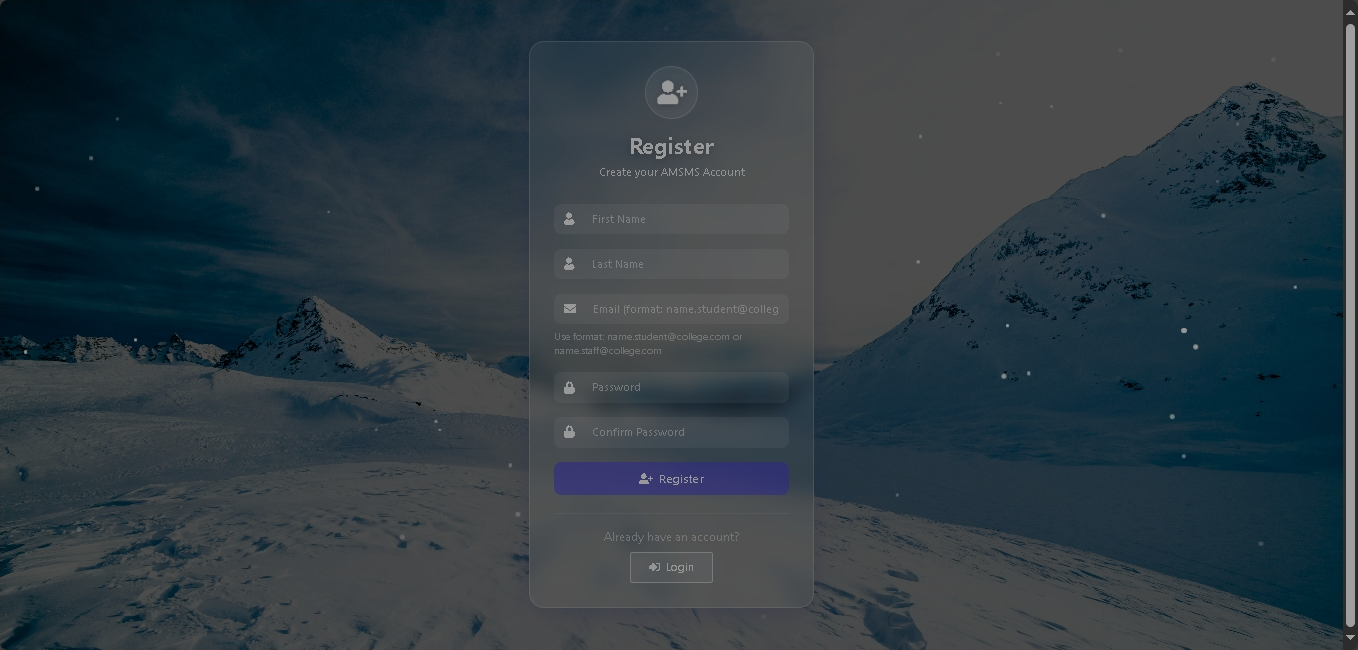 Register
Create your AMSMS Account
First Name
Last Name
Email (format: name.student@colleg
Use format: name.student@college.com or
name.staff@college.com
Password
Confirm Password
Register
Already have an account?
Login